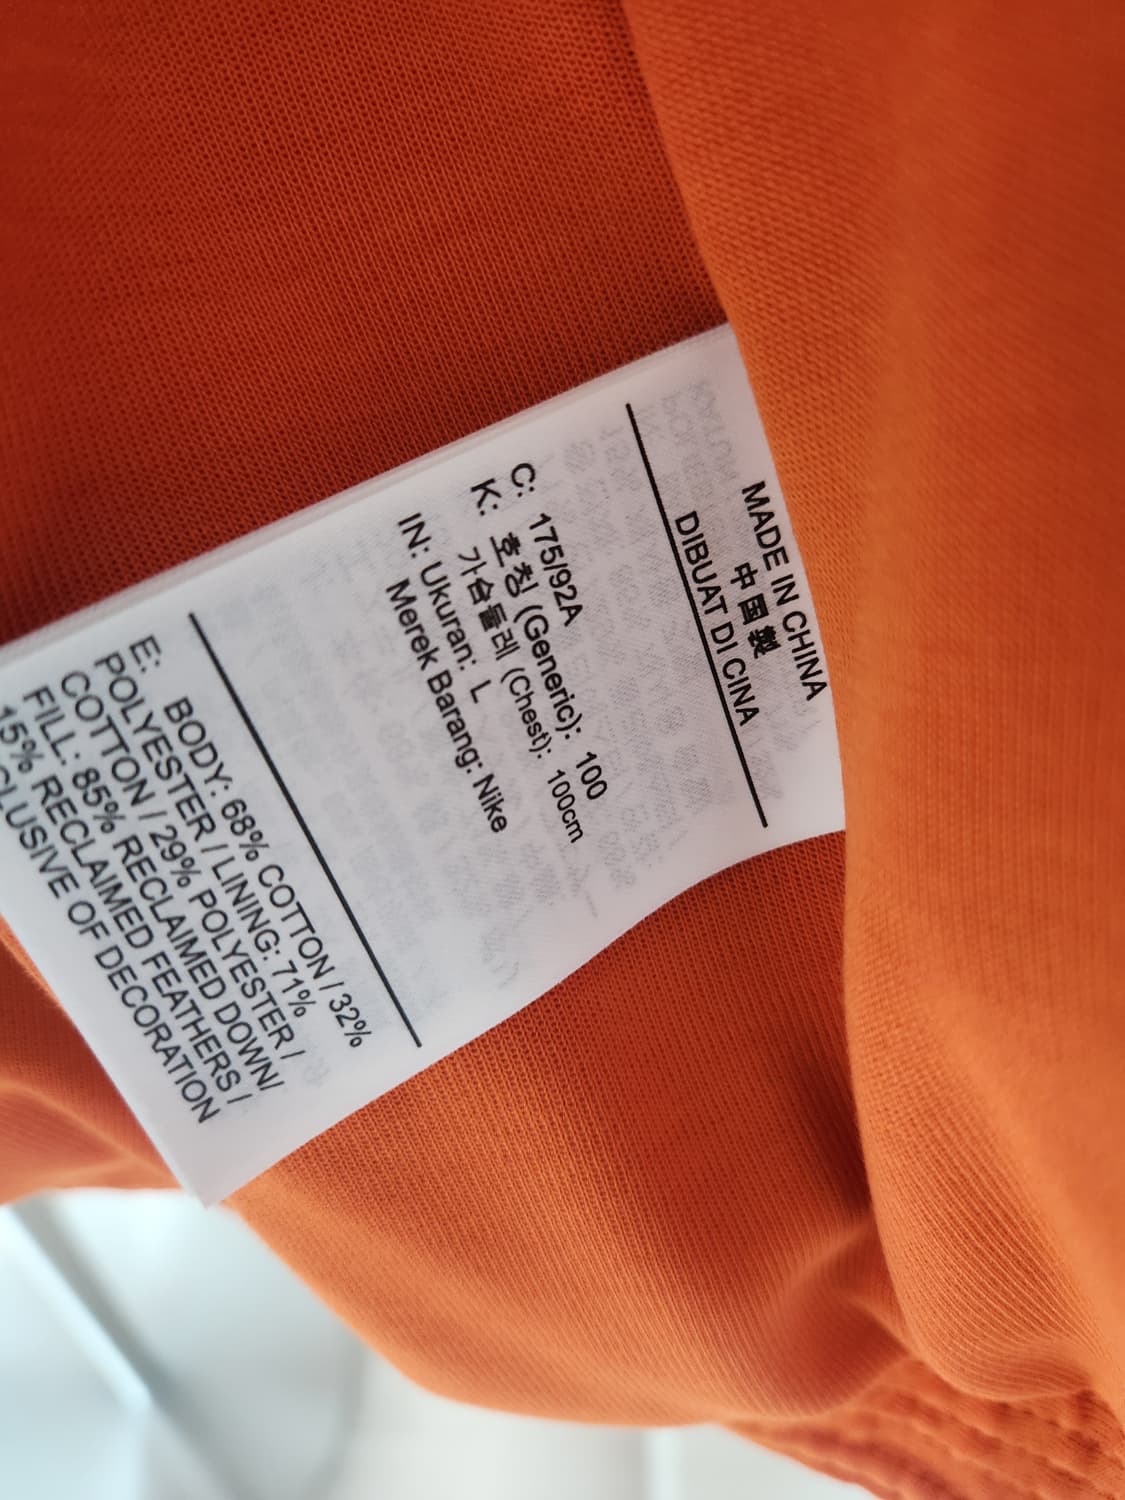 MADE IN CHINA
中国製
DIBUAT DI CINA
C: 175/92A
K: 호칭 (Generic): 100
가슴둘레 (Chest): 100cm
IN: Ukuran: L
Merek Barang: Nike
E: BODY: 68% COTTON / 32%
POLYESTER / LINING: 71%
COTTON / 29% POLYESTER /
FILL: 85% RECLAIMED DOWN/
15% RECLAIMED FEATHERS /
CLUSIVE OF DECORATION